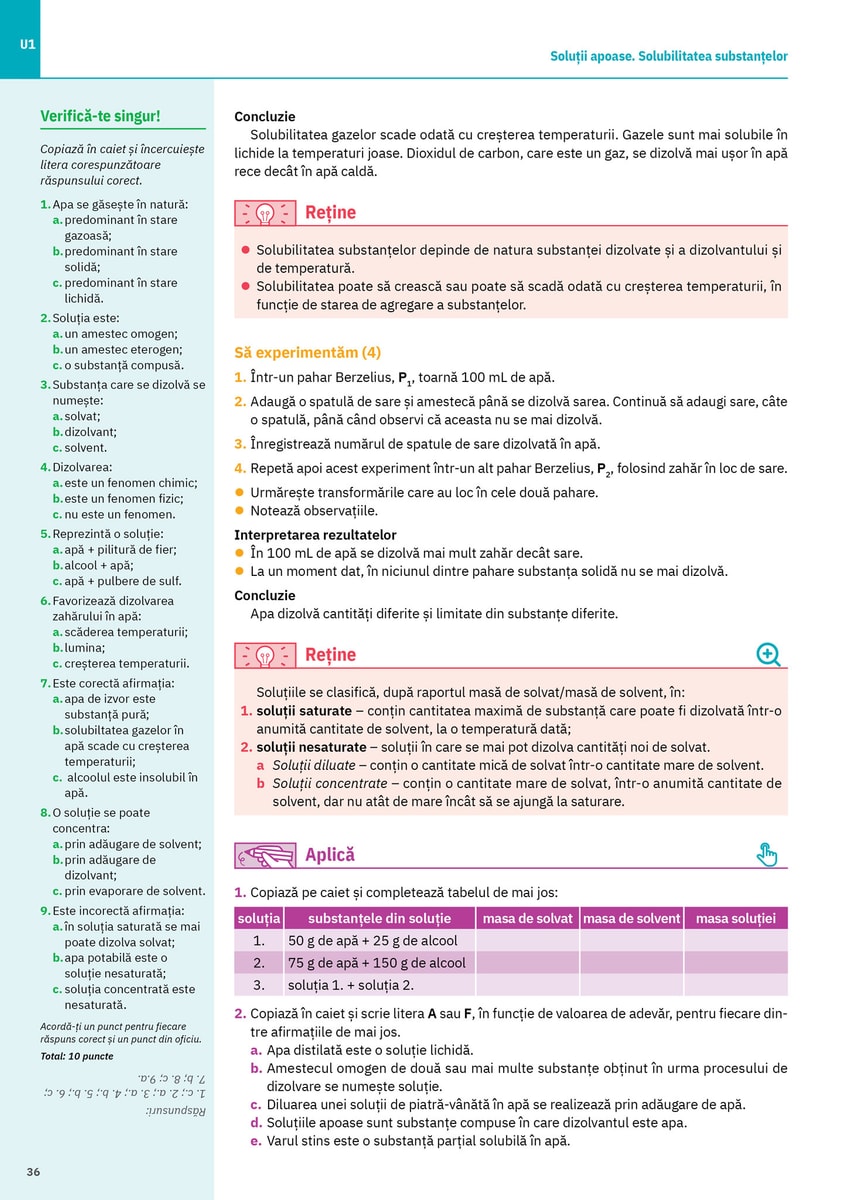 U1
Soluții apoase. Solubilitatea substanțelor
Verifică-te singur!
Copiază în caiet și încercuiește
litera corespunzătoare
răspunsului corect.
1. Apa se găsește în natură:
a. predominant în stare
gazoasă;
b. predominant în stare
solidă;
c. predominant în stare
lichidă.
2. Soluția este:
a. un amestec omogen;
b. un amestec eterogen;
c. o substanță compusă.
3. Substanța care se dizolvă se
numește:
a. solvat;
b. dizolvant;
c. solvent.
4. Dizolvarea:
a. este un fenomen chimic;
b. este un fenomen fizic;
c. nu este un fenomen.
5. Reprezintă o soluție:
a. apă + pilitură de fier;
b. alcool + apă;
c. apă + pulbere de sulf.
6. Favorizează dizolvarea
zahărului în apă:
a. scăderea temperaturii;
b. lumina;
c. creșterea temperaturii.
7. Este corectă afirmația:
a. apa de izvor este
substanță pură;
b. solubiltatea gazelor în
apă scade cu creșterea
temperaturii;
c. alcoolul este insolubil în
apă.
8. O soluție se poate
concentra:
a. prin adăugare de solvent;
b. prin adăugare de
dizolvant;
c. prin evaporare de solvent.
9. Este incorectă afirmația:
a. în soluția saturată se mai
poate dizolva solvat;
b. apa potabilă este o
soluție nesaturată;
c. soluția concentrată este
nesaturată.
Acordă-ți un punct pentru fiecare
răspuns corect și un punct din oficiu.
Total: 10 puncte
Răspunsuri:
1. c.; 2. a.; 3. a.; 4. b.; 5. b.; 6. c;
7. b; 8. c; 9.a.
Concluzie
Solubilitatea gazelor scade odată cu creșterea temperaturii. Gazele sunt mai solubile în
lichide la temperaturi joase. Dioxidul de carbon, care este un gaz, se dizolvă mai ușor în apă
rece decât în apă caldă.
Reține
● Solubilitatea substanțelor depinde de natura substanței dizolvate și a dizolvantului și
de temperatură.
● Solubilitatea poate să crească sau poate să scadă odată cu creșterea temperaturii, în
funcție de starea de agregare a substanțelor.
Să experimentăm (4)
1. Într-un pahar Berzelius, P1, toarnă 100 mL de apă.
2. Adaugă o spatulă de sare și amestecă până se dizolvă sarea. Continuă să adaugi sare, câte
o spatulă, până când observi că aceasta nu se mai dizolvă.
3. Înregistrează numărul de spatule de sare dizolvată în apă.
4. Repetă apoi acest experiment într-un alt pahar Berzelius, P2, folosind zahăr în loc de sare.
● Urmărește transformările care au loc în cele două pahare.
● Notează observațiile.
Interpretarea rezultatelor
● În 100 mL de apă se dizolvă mai mult zahăr decât sare.
● La un moment dat, în niciunul dintre pahare substanța solidă nu se mai dizolvă.
Concluzie
Apa dizolvă cantități diferite și limitate din substanțe diferite.
Reține
Soluțiile se clasifică, după raportul masă de solvat/masă de solvent, în:
1. soluții saturate – conțin cantitatea maximă de substanță care poate fi dizolvată într-o
anumită cantitate de solvent, la o temperatură dată;
2. soluții nesaturate – soluții în care se mai pot dizolva cantități noi de solvat.
a Soluții diluate – conțin o cantitate mică de solvat într-o cantitate mare de solvent.
b Soluții concentrate – conțin o cantitate mare de solvat, într-o anumită cantitate de
solvent, dar nu atât de mare încât să se ajungă la saturare.
Aplică
1. Copiază pe caiet și completează tabelul de mai jos:
soluția substanțele din soluție masa de solvat masa de solvent masa soluției
1. 50 g de apă + 25 g de alcool
2. 75 g de apă + 150 g de alcool
3. soluția 1. + soluția 2.
2. Copiază în caiet și scrie litera A sau F, în funcție de valoarea de adevăr, pentru fiecare din-
tre afirmațiile de mai jos.
a. Apa distilată este o soluție lichidă.
b. Amestecul omogen de două sau mai multe substanțe obținut în urma procesului de
dizolvare se numește soluție.
c. Diluarea unei soluții de piatră-vânătă în apă se realizează prin adăugare de apă.
d. Soluțiile apoase sunt substanțe compuse în care dizolvantul este apa.
e. Varul stins este o substanță parțial solubilă în apă.
36